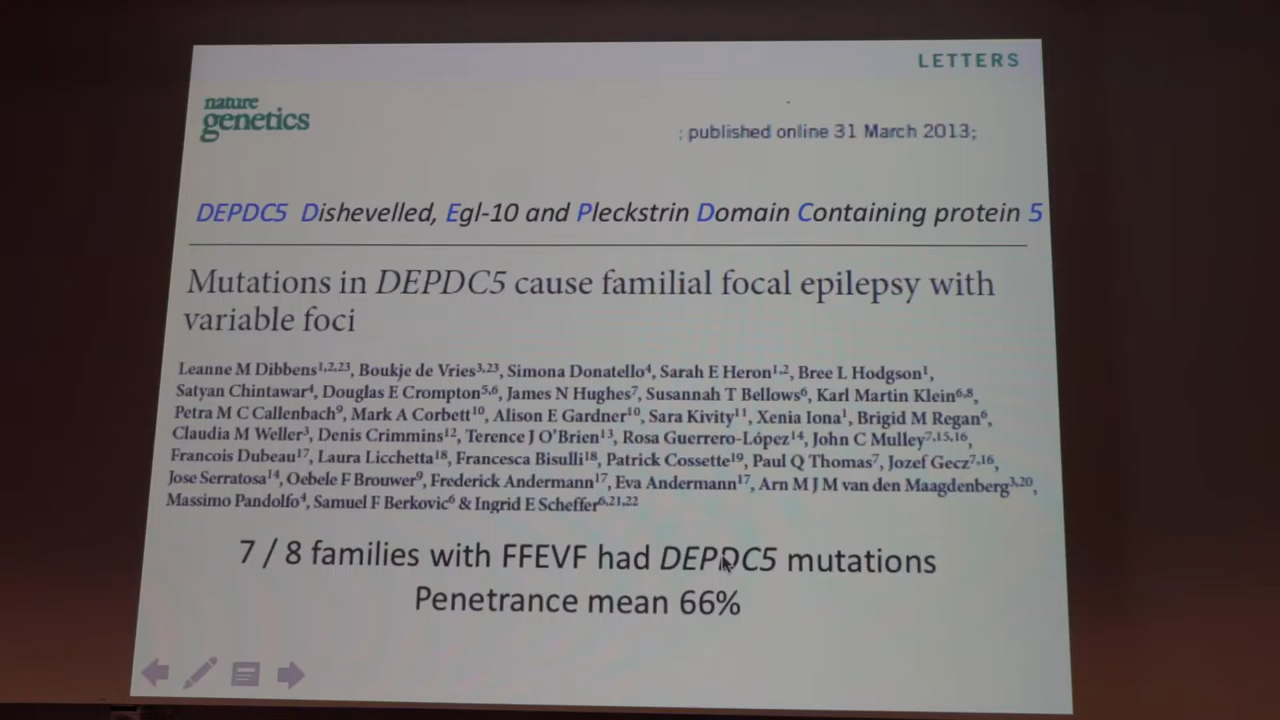 LETTERS
nature
genetics
; published online 31 March 2013;
DEPDC5 Dishevelled, Egl-10 and Pleckstrin Domain Containing protein 5
Mutations in DEPDC5 cause familial focal epilepsy with
variable foci
Leanne M Dibbens1,2,23, Boukje de Vries3,23, Simona Donatello4, Sarah E Heron1,2, Bree L Hodgson1,
Satyan Chintawar4, Douglas E Crompton5,6, James N Hughes7, Susannah T Bellows6, Karl Martin Klein6,8,
Petra M C Callenbach9, Mark A Corbett10, Alison E Gardner10, Sara Kivity11, Xenia Iona1, Brigid M Regan6,
Claudia M Weller3, Denis Crimmins12, Terence J O'Brien13, Rosa Guerrero-López14, John C Mulley7,15,16,
Francois Dubeau17, Laura Licchetta18, Francesca Bisulli18, Patrick Cossette19, Paul Q Thomas7, Jozef Gecz7,16,
Jose Serratosa14, Oebele F Brouwer9, Frederick Andermann17, Eva Andermann17, Arn M J M van den Maagdenberg3,20,
Massimo Pandolfo4, Samuel F Berkovic6 & Ingrid E Scheffer6,21,22
7 / 8 families with FFEVF had DEPDC5 mutations
Penetrance mean 66%